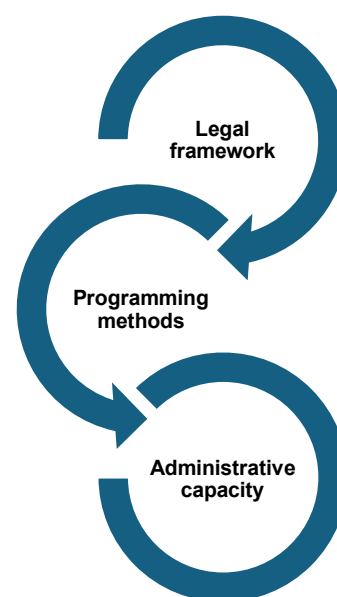 Legal
framework
Programming
methods
Administrative
capacity